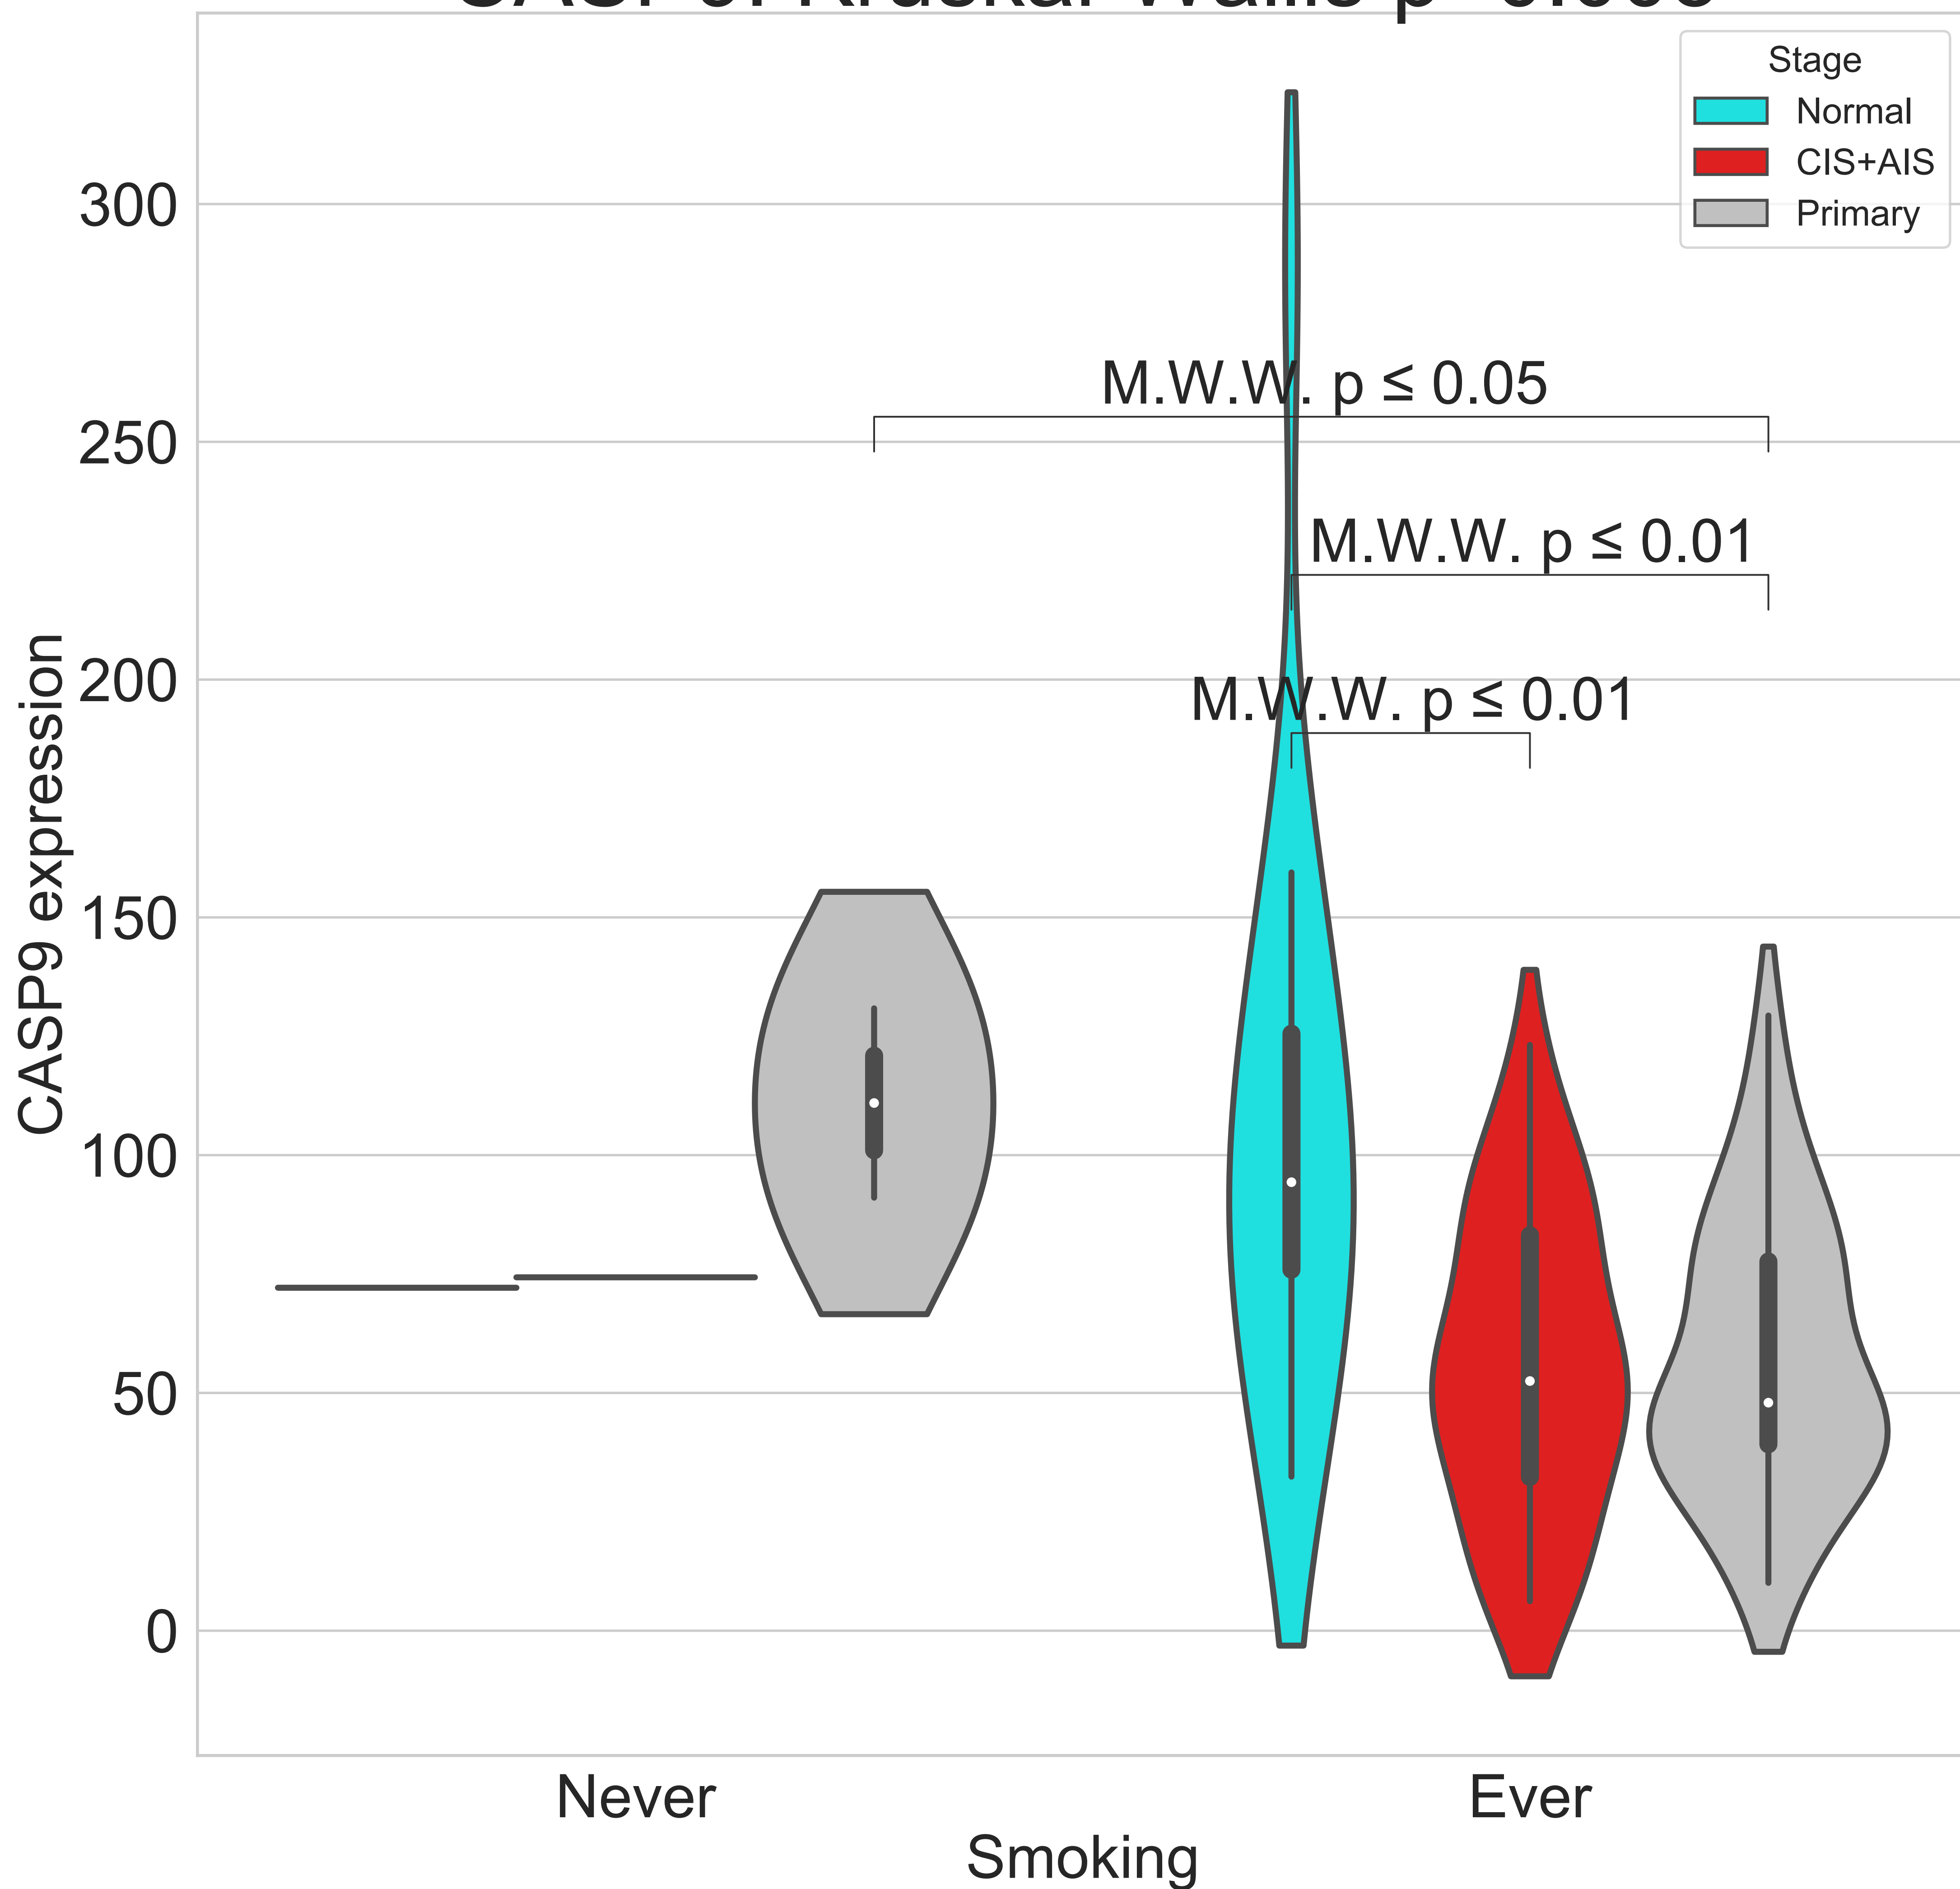 Stage
Normal
CIS+AIS
Primary
300
250
200
150
100
50
0
CASP9 expression
M.W.W. p ≤ 0.05
M.W.W. p ≤ 0.01
M.W.W. p ≤ 0.01
Never
Ever
Smoking